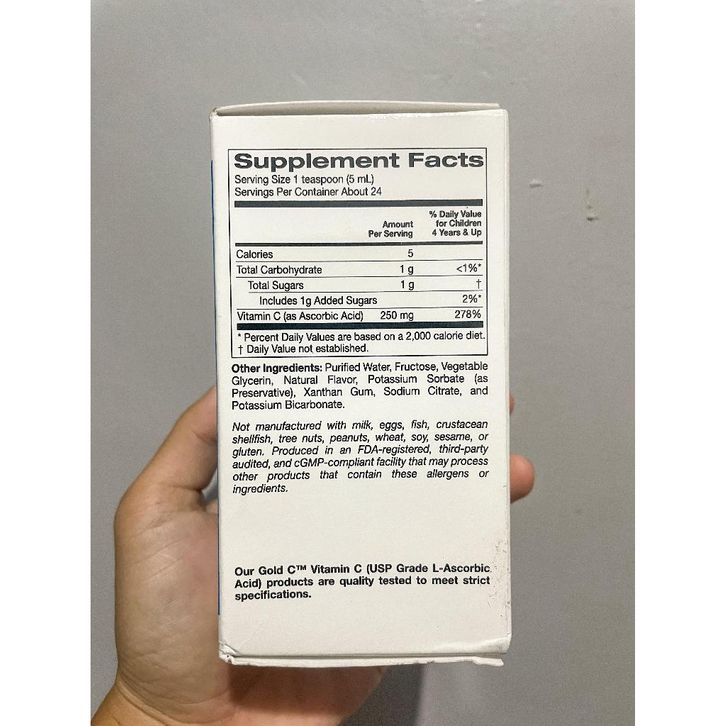 Supplement Facts
Serving Size 1 teaspoon (5 mL)
Servings Per Container About 24
Amount Per Serving % Daily Value for Children 4 Years & Up
Calories 5
Total Carbohydrate 1 g <1%*
Total Sugars 1 g †
Includes 1g Added Sugars 2%*
Vitamin C (as Ascorbic Acid) 250 mg 278%
* Percent Daily Values are based on a 2,000 calorie diet.
† Daily Value not established.
Other Ingredients: Purified Water, Fructose, Vegetable
Glycerin, Natural Flavor, Potassium Sorbate (as
Preservative), Xanthan Gum, Sodium Citrate, and
Potassium Bicarbonate.
Not manufactured with milk, eggs, fish, crustacean
shellfish, tree nuts, peanuts, wheat, soy, sesame, or
gluten. Produced in an FDA-registered, third-party
audited, and cGMP-compliant facility that may process
other products that contain these allergens or
ingredients.
Our Gold C™ Vitamin C (USP Grade L-Ascorbic
Acid) products are quality tested to meet strict
specifications.